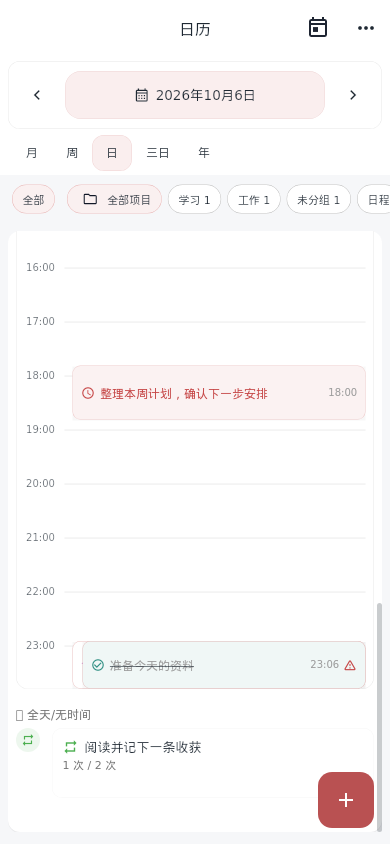 日历
2026年10月6日
月 周 日 三日 年
全部 全部项目 学习 1 工作 1 未分组 1 日程
16:00
17:00
18:00
整理本周计划，确认下一步安排 18:00
19:00
20:00
21:00
22:00
23:00
准备今天的资料 23:06
全天/无时间
阅读并记下一条收获
1 次 / 2 次